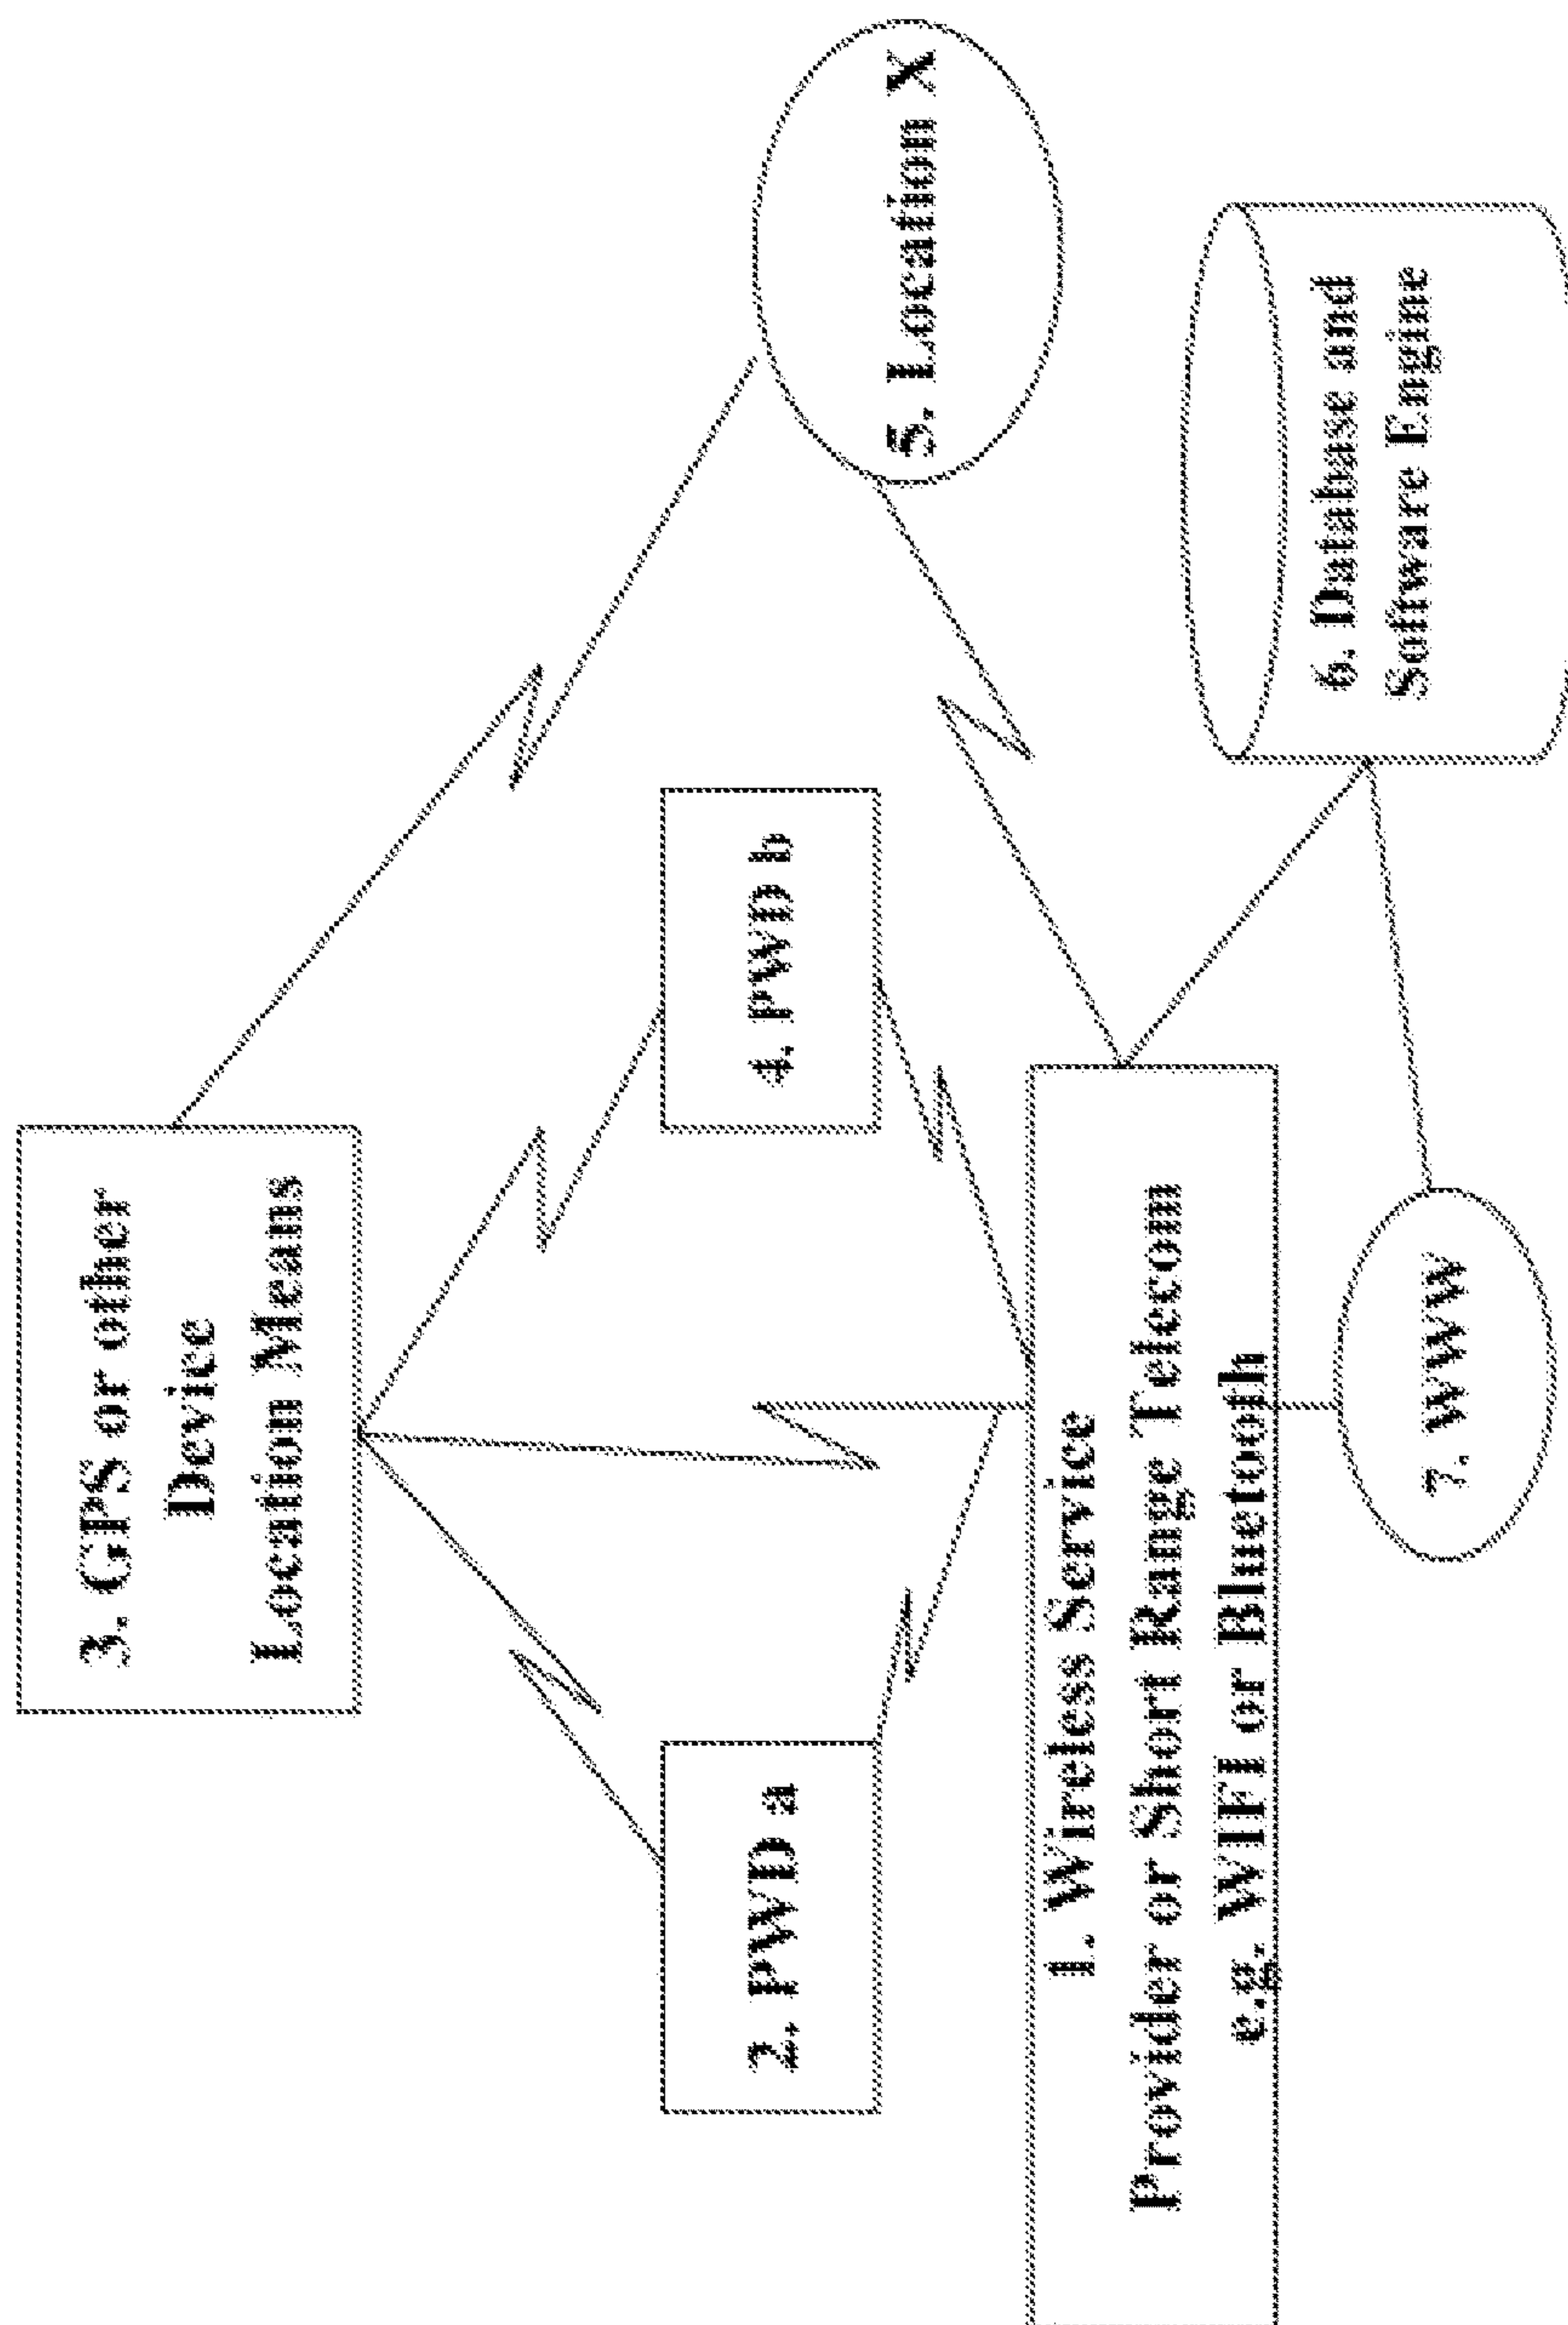 3. GPS or other
Device
Location Means
2. PWD a
4. PWD b
5. Location X
1. Wireless Service
Provider or Short Range Telecom
e.g. WIFI or Bluetooth
6. Database and
Software Engine
7. WWW